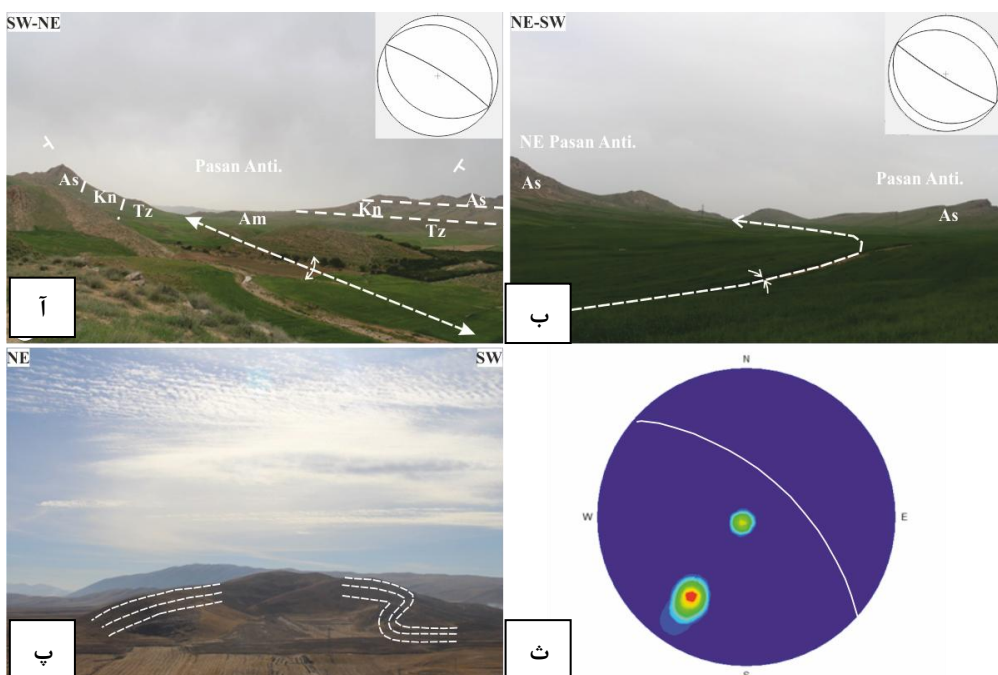 SW-NE
Pasan Anti.
As
Kn
Tz
Am
Kn
As
Tz
آ
NE-SW
NE Pasan Anti.
As
Pasan Anti.
As
ب
NE
SW
پ
N
W
E
S
ث